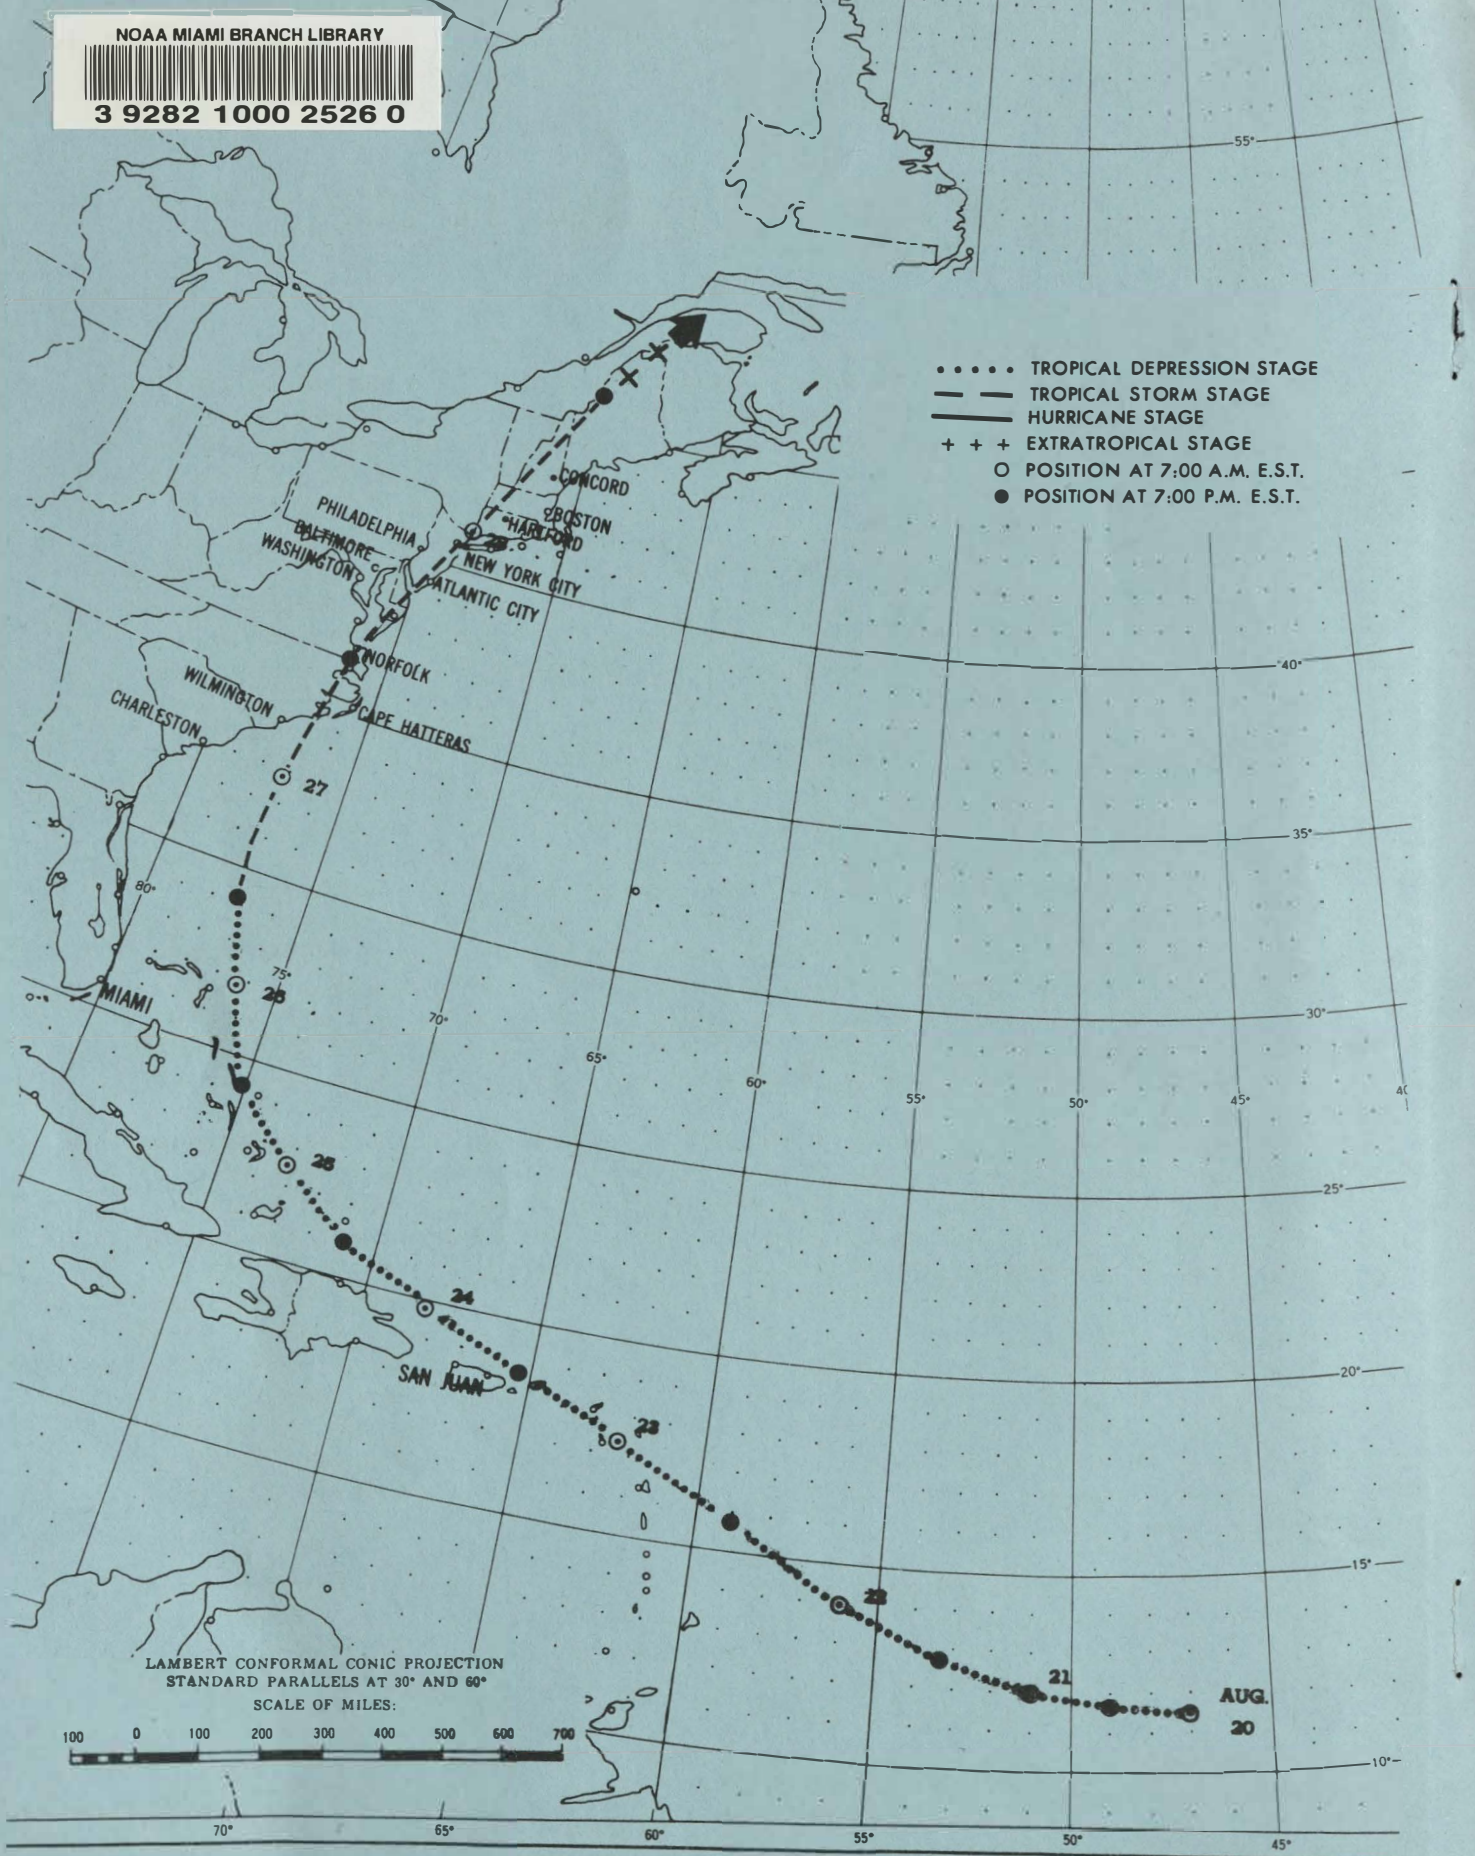 NOAA MIAMI BRANCH LIBRARY
3 9282 1000 2526 0
55°
••••• TROPICAL DEPRESSION STAGE
— — TROPICAL STORM STAGE
—— HURRICANE STAGE
+ + + EXTRATROPICAL STAGE
○ POSITION AT 7:00 A.M. E.S.T.
● POSITION AT 7:00 P.M. E.S.T.
CONCORD
BOSTON
HARTFORD
PHILADELPHIA
BALTIMORE
WASHINGTON
NEW YORK CITY
ATLANTIC CITY
40°
NORFOLK
WILMINGTON
CHARLESTON
CAPE HATTERAS
27
35°
80°
75°
MIAMI
70°
30°
65°
60°
55°
50°
45°
25°
24
20°
SAN JUAN
23
15°
22
21
AUG.
20
10°
LAMBERT CONFORMAL CONIC PROJECTION
STANDARD PARALLELS AT 30° AND 60°
SCALE OF MILES:
100 0 100 200 300 400 500 600 700
70° 65° 60° 55° 50° 45°